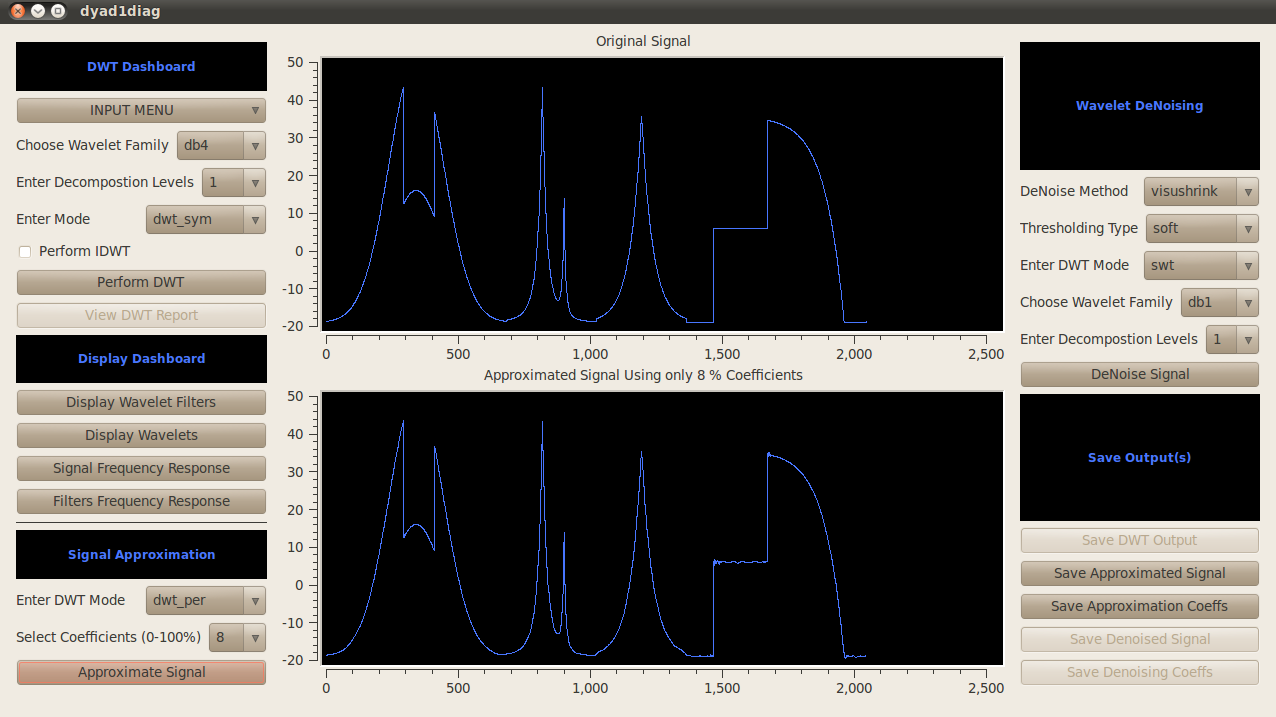 dyad1diag
DWT Dashboard
INPUT MENU
Choose Wavelet Family db4
Enter Decompostion Levels 1
Enter Mode dwt_sym
Perform IDWT
Perform DWT
View DWT Report
Display Dashboard
Display Wavelet Filters
Display Wavelets
Signal Frequency Response
Filters Frequency Response
Signal Approximation
Enter DWT Mode dwt_per
Select Coefficients (0-100%) 8
Approximate Signal
Original Signal
50
40
30
20
10
0
-10
-20
0 500 1,000 1,500 2,000 2,500
Approximated Signal Using only 8 % Coefficients
50
40
30
20
10
0
-10
-20
0 500 1,000 1,500 2,000 2,500
Wavelet DeNoising
DeNoise Method visushrink
Thresholding Type soft
Enter DWT Mode swt
Choose Wavelet Family db1
Enter Decompostion Levels 1
DeNoise Signal
Save Output(s)
Save DWT Output
Save Approximated Signal
Save Approximation Coeffs
Save Denoised Signal
Save Denoising Coeffs